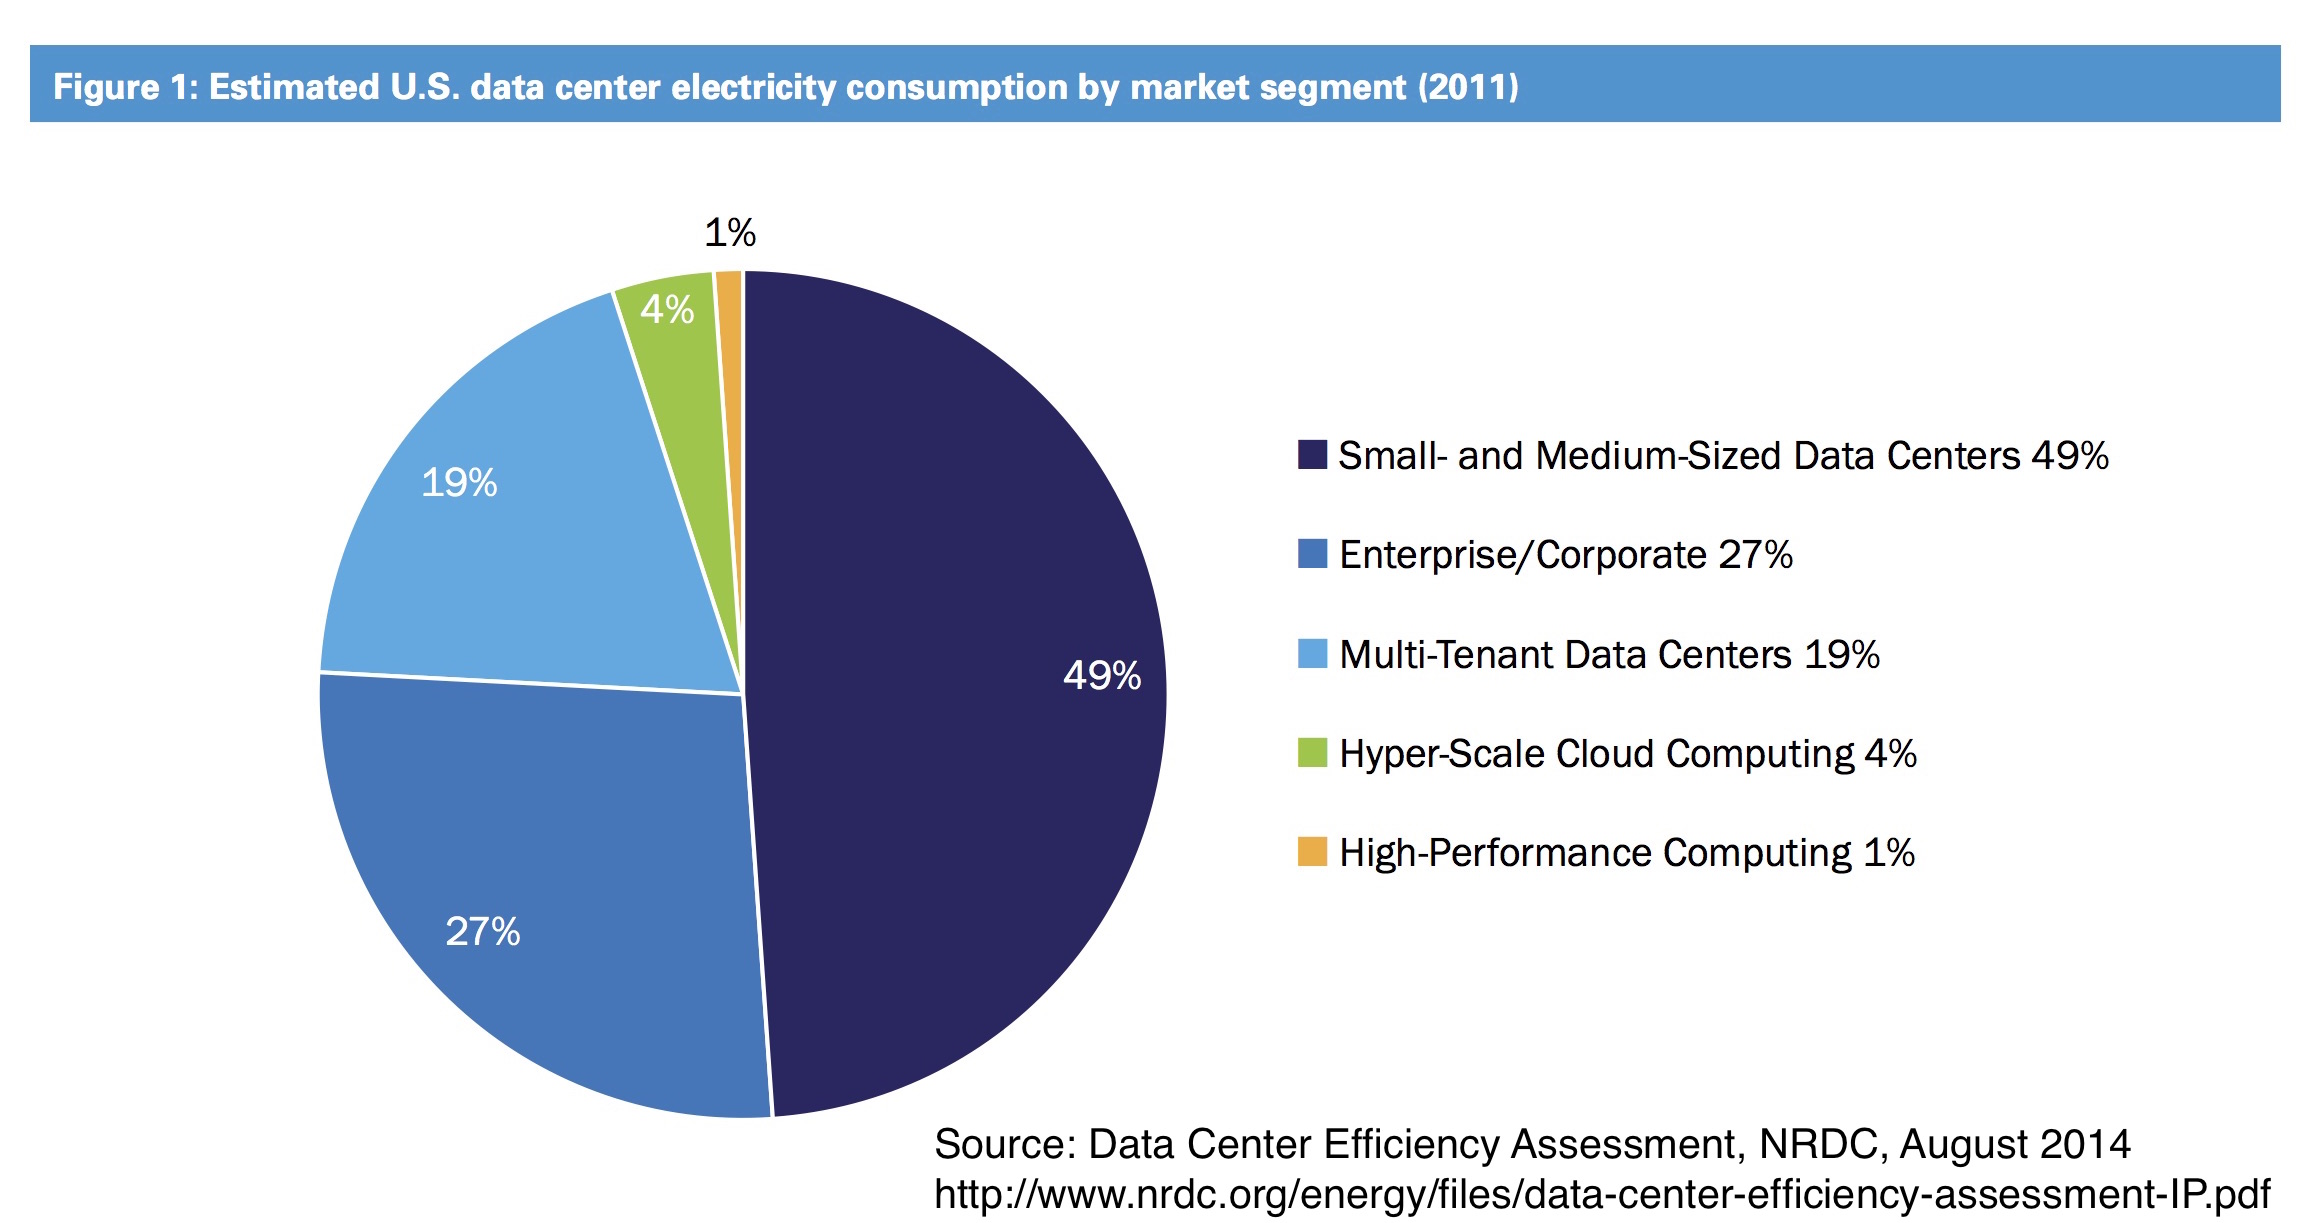 Figure 1: Estimated U.S. data center electricity consumption by market segment (2011)
1%
4%
19%
49%
27%
Small- and Medium-Sized Data Centers 49%
Enterprise/Corporate 27%
Multi-Tenant Data Centers 19%
Hyper-Scale Cloud Computing 4%
High-Performance Computing 1%
Source: Data Center Efficiency Assessment, NRDC, August 2014
http://www.nrdc.org/energy/files/data-center-efficiency-assessment-IP.pdf